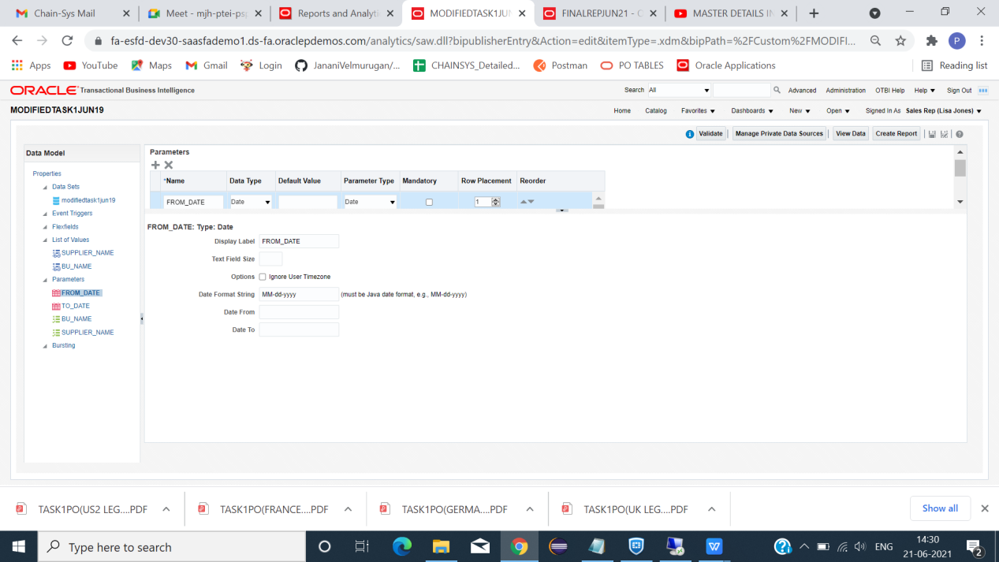 Chain-Sys Mail
Meet - mjh-ptei-psp
Reports and Analyti
MODIFIEDTASK1JUN
FINALREPJUN21 - O
MASTER DETAILS IN
fa-esfd-dev30-saasfademo1.ds-fa.oraclepdemos.com/analytics/saw.dll?bipublisherEntry&Action=edit&itemType=.xdm&bipPath=%2FCustom%2FMODIFI...
P
Apps YouTube Maps Gmail Login JananiVelmurugan/... CHAINSYS_Detailed... Postman PO TABLES Oracle Applications Reading list
ORACLE Transactional Business Intelligence Search All Advanced Administration OTBI Help Help Sign Out
MODIFIEDTASK1JUN19 Home Catalog Favorites Dashboards New Open Signed In As Sales Rep (Lisa Jones)
Validate Manage Private Data Sources View Data Create Report
Data Model
Properties
Data Sets
modifiedtask1jun19
Event Triggers
Flexfields
List of Values
SUPPLIER_NAME
BU_NAME
Parameters
FROM_DATE
TO_DATE
BU_NAME
SUPPLIER_NAME
Bursting
Parameters
*Name Data Type Default Value Parameter Type Mandatory Row Placement Reorder
FROM_DATE Date Date 1
FROM_DATE: Type: Date
Display Label FROM_DATE
Text Field Size
Options Ignore User Timezone
Date Format String MM-dd-yyyy (must be Java date format, e.g., MM-dd-yyyy)
Date From
Date To
TASK1PO(US2 LEG....PDF TASK1PO(FRANCE....PDF TASK1PO(GERMA....PDF TASK1PO(UK LEG....PDF Show all
Type here to search
ENG
14:30
21-06-2021
2